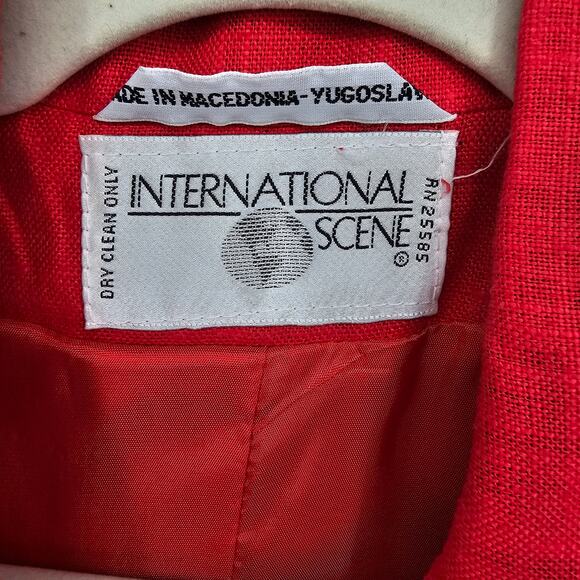 ADE IN MACEDONIA-YUGOSLAV
DRY CLEAN ONLY
INTERNATIONAL
SCENE
®
RN 25585